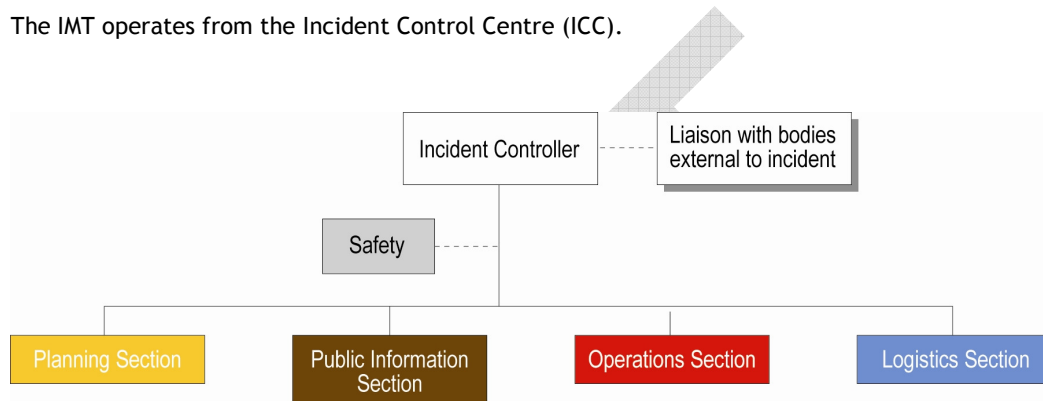 The IMT operates from the Incident Control Centre (ICC).
Incident Controller
Liaison with bodies
external to incident
Safety
Planning Section
Public Information
Section
Operations Section
Logistics Section